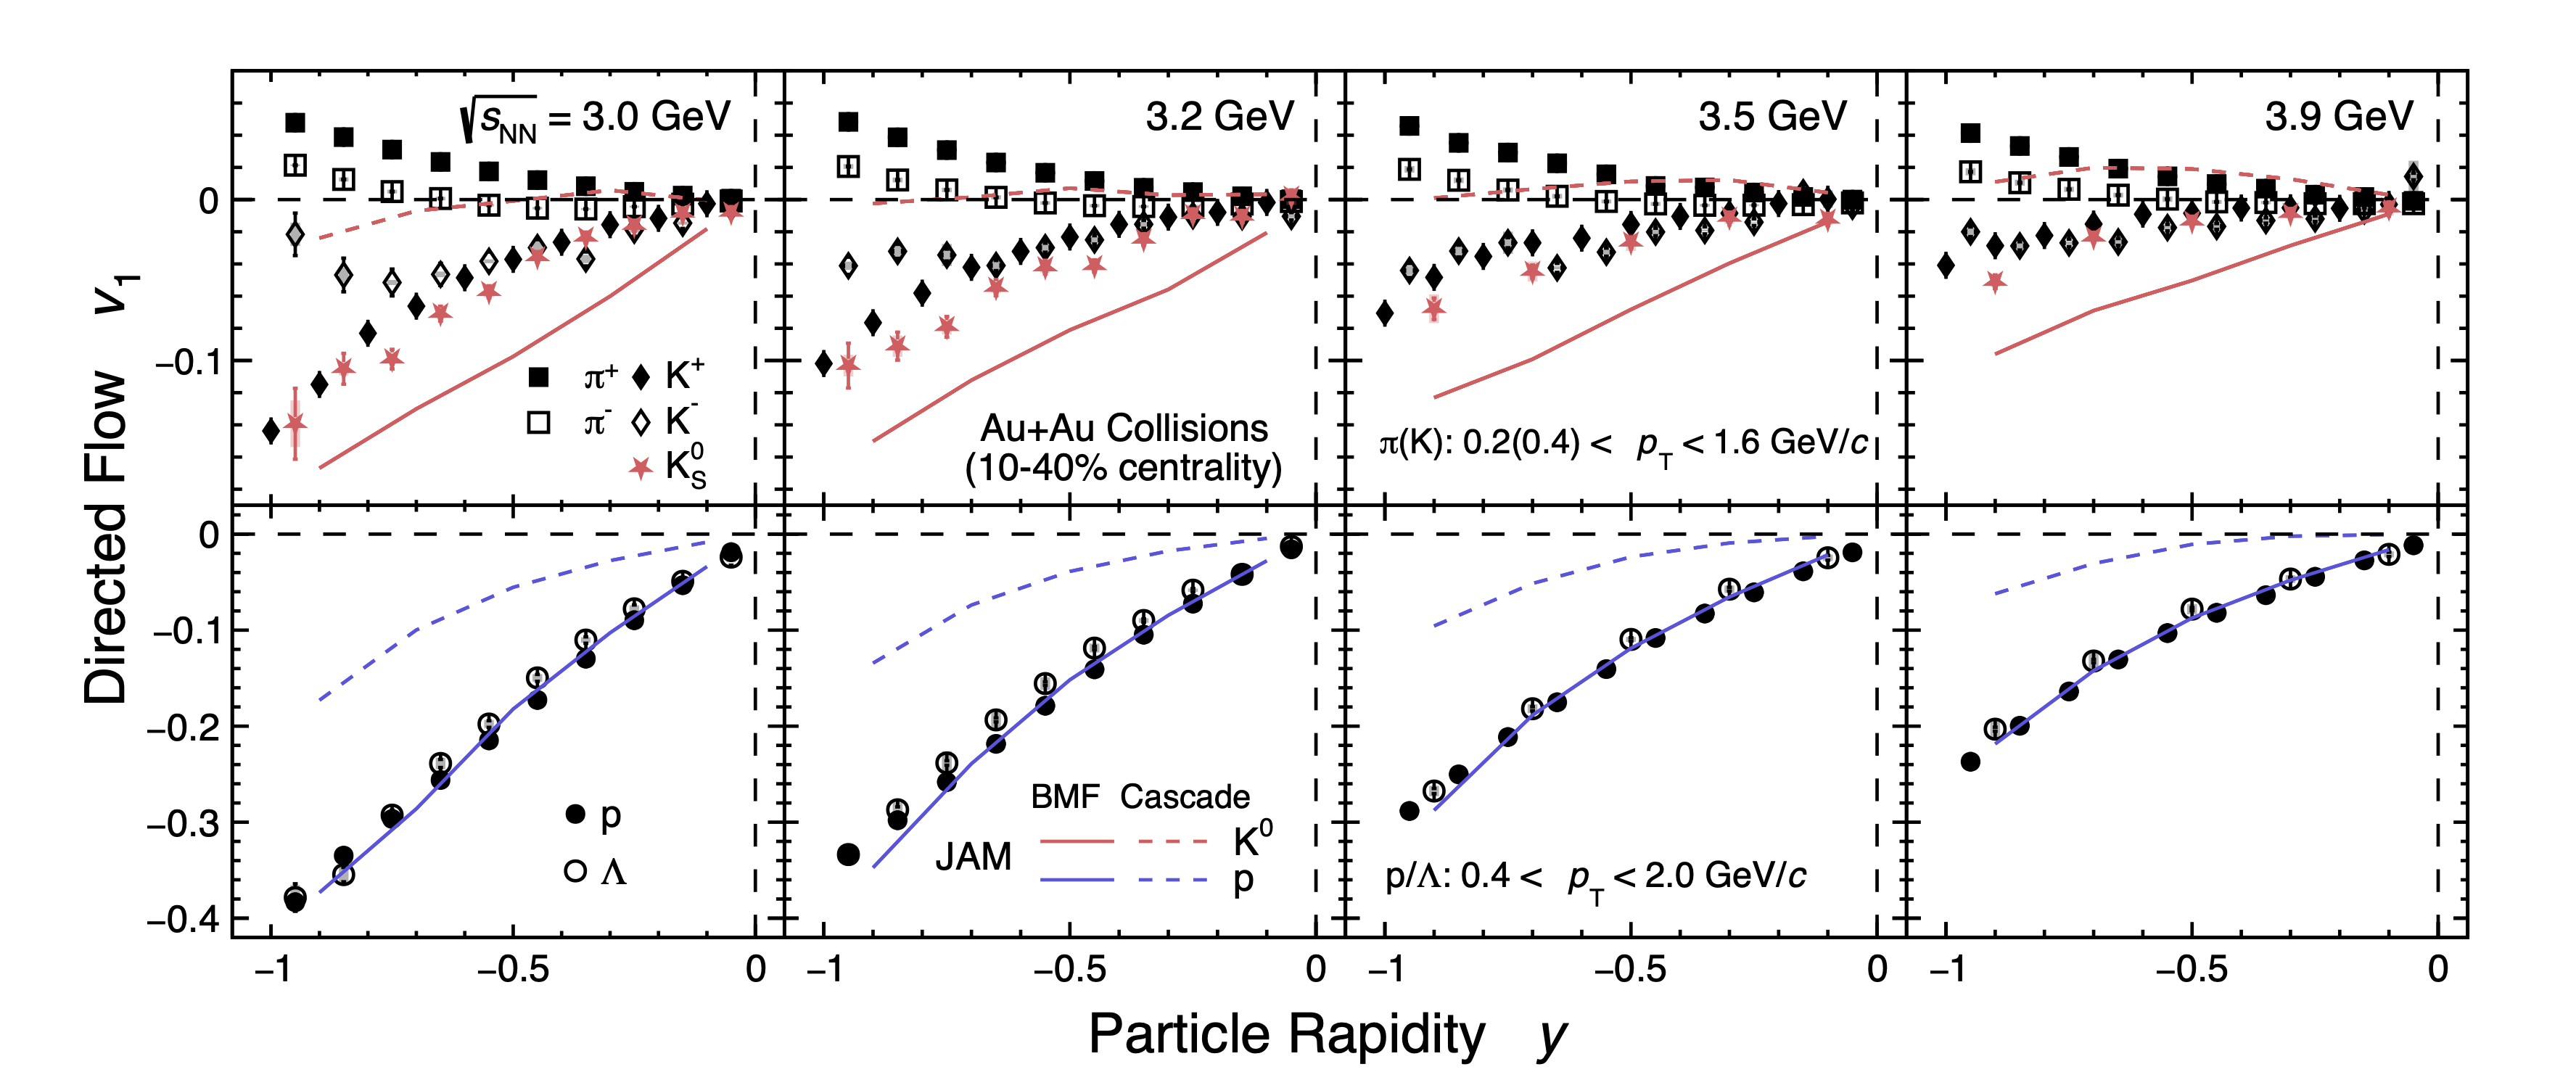 √sNN = 3.0 GeV
3.2 GeV
3.5 GeV
3.9 GeV
0
−0.1
π+ K+
π- K-
K0S
Au+Au Collisions
(10-40% centrality)
π(K): 0.2(0.4) < pT < 1.6 GeV/c
Directed Flow v1
0
−0.1
−0.2
−0.3
−0.4
p
Λ
BMF Cascade
JAM
K0
p
p/Λ: 0.4 < pT < 2.0 GeV/c
−1 −0.5 0
−1 −0.5 0
−1 −0.5 0
−1 −0.5 0
Particle Rapidity y